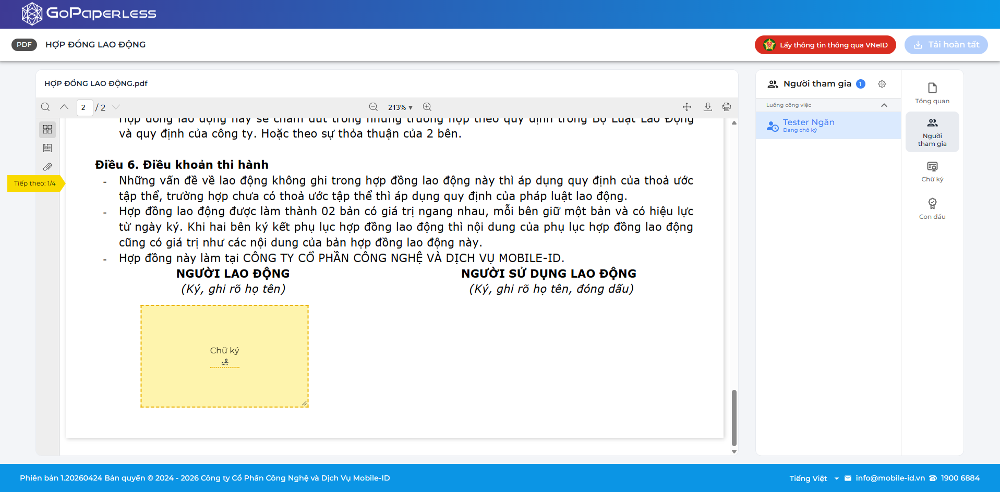 GoPaperless
PDF HỢP ĐỒNG LAO ĐỘNG
Lấy thông tin thông qua VNeID
Tải hoàn tất
HỢP ĐỒNG LAO ĐỘNG.pdf
2 / 2
213%
Hợp đồng lao động này sẽ chấm dứt trong những trường hợp theo quy định trong Bộ Luật Lao Động
và quy định của công ty. Hoặc theo sự thỏa thuận của 2 bên.
Điều 6. Điều khoản thi hành
- Những vấn đề về lao động không ghi trong hợp đồng lao động này thì áp dụng quy định của thoả ước
tập thể, trường hợp chưa có thoả ước tập thể thì áp dụng quy định của pháp luật lao động.
- Hợp đồng lao động được làm thành 02 bản có giá trị ngang nhau, mỗi bên giữ một bản và có hiệu lực
từ ngày ký. Khi hai bên ký kết phụ lục hợp đồng lao động thì nội dung của phụ lục hợp đồng lao động
cũng có giá trị như các nội dung của bản hợp đồng lao động này.
- Hợp đồng này làm tại CÔNG TY CỔ PHẦN CÔNG NGHỆ VÀ DỊCH VỤ MOBILE-ID.
NGƯỜI LAO ĐỘNG
(Ký, ghi rõ họ tên)
NGƯỜI SỬ DỤNG LAO ĐỘNG
(Ký, ghi rõ họ tên, đóng dấu)
Chữ ký
Tiếp theo: 1/4
Người tham gia 1
Luồng công việc
Tester Ngân
Đang chờ ký
Tổng quan
Người
tham gia
Chữ ký
Con dấu
Phiên bản 1.20260424 Bản quyền © 2024 - 2026 Công ty Cổ Phần Công Nghệ và Dịch Vụ Mobile-ID
Tiếng Việt info@mobile-id.vn 1900 6884